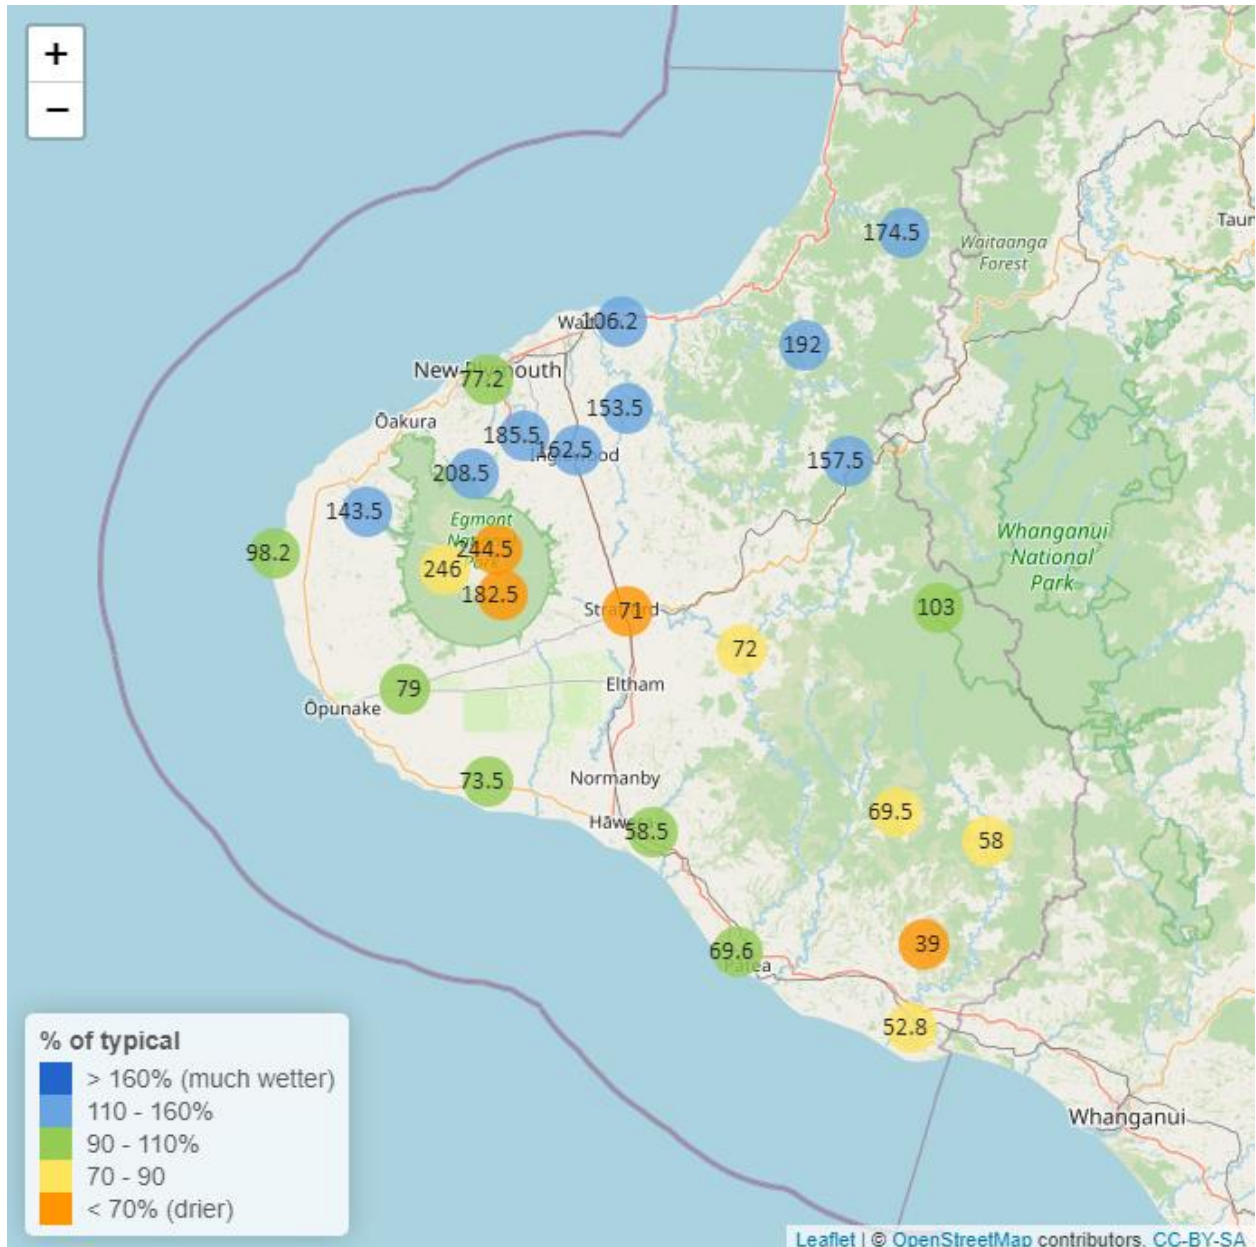 +
−
Taur
174.5
Waitaanga
Forest
106.2
192
New Plymouth
77.2
153.5
Ōakura
185.5
162.5
157.5
208.5
143.5
Egmont
Whanganui
National
Park
98.2
244.5
246
182.5
Stratford
71
103
72
Eltham
79
Ōpunake
73.5
Normanby
69.5
58.5
58
39
69.6
Patea
52.8
Whanganui
% of typical
> 160% (much wetter)
110 - 160%
90 - 110%
70 - 90
< 70% (drier)
Leaflet | © OpenStreetMap contributors, CC-BY-SA